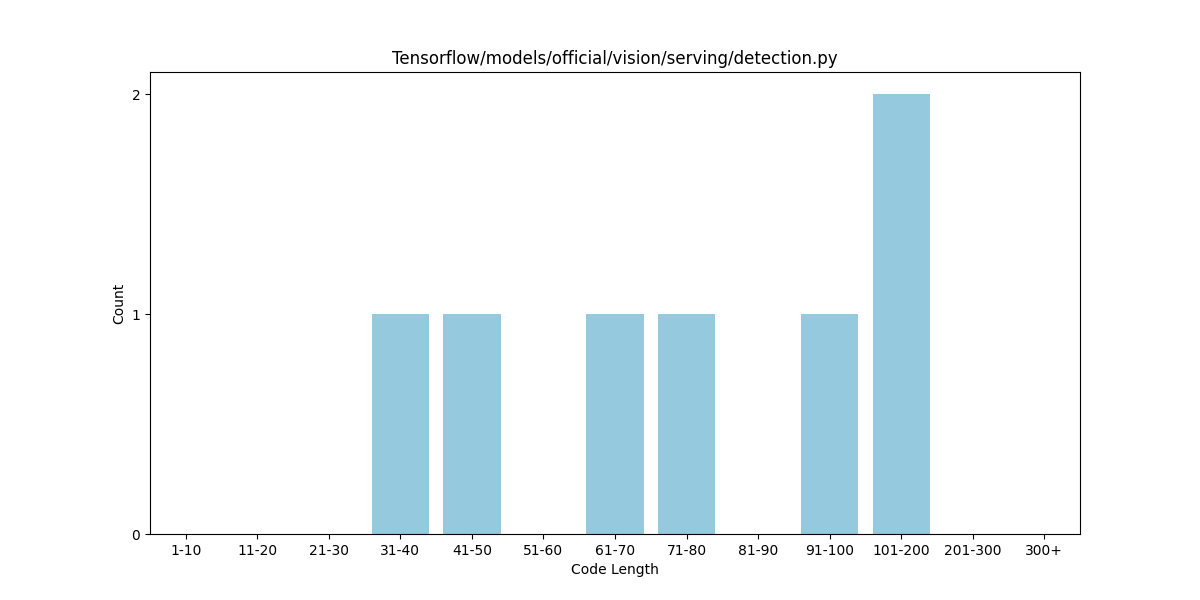 Tensorflow/models/official/vision/serving/detection.py
2
1
0
Count
1-10 11-20 21-30 31-40 41-50 51-60 61-70 71-80 81-90 91-100 101-200 201-300 300+
Code Length